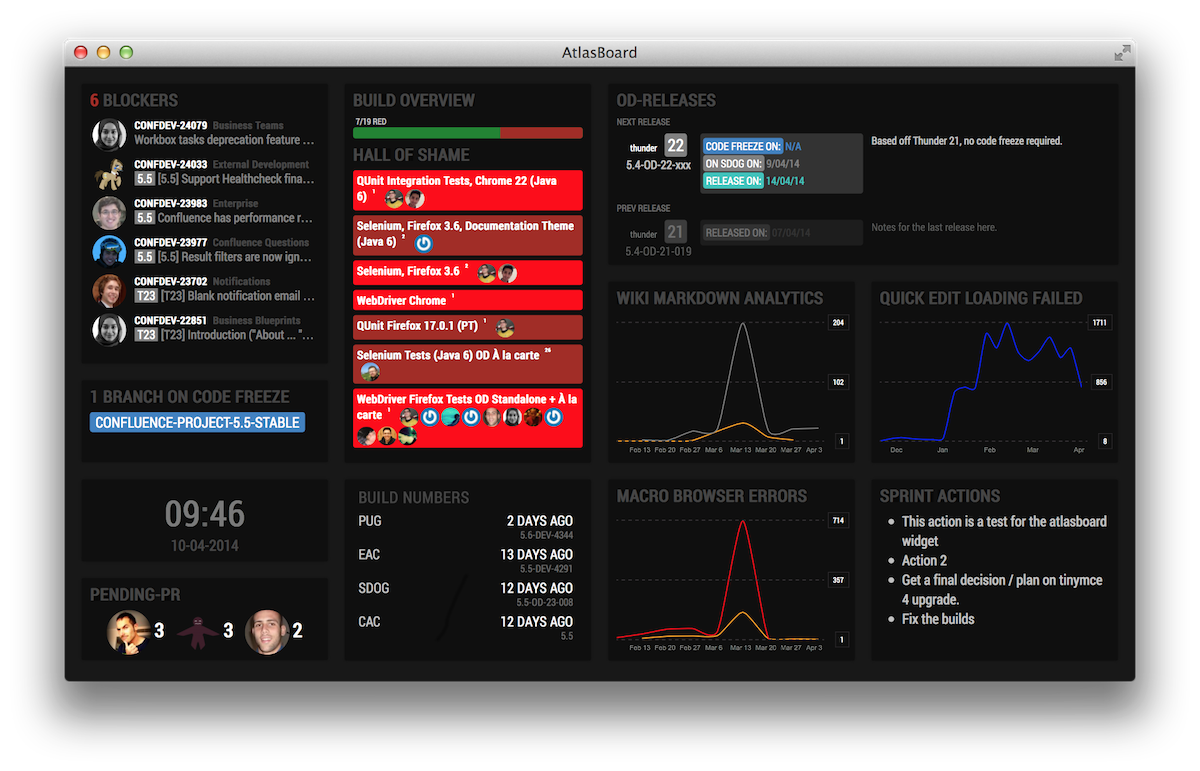 AtlasBoard
6 BLOCKERS
CONFDEV-24079 Business Teams
Workbox tasks deprecation feature ...
CONFDEV-24033 External Development
5.5 [5.5] Support Healthcheck fina...
CONFDEV-23983 Enterprise
5.5 Confluence has performance r...
CONFDEV-23977 Confluence Questions
5.5 [5.5] Result filters are now ign...
CONFDEV-23702 Notifications
T23 [T23] Blank notification email ...
CONFDEV-22851 Business Blueprints
T23 [T23] Introduction ("About ... "...
1 BRANCH ON CODE FREEZE
CONFLUENCE-PROJECT-5.5-STABLE
09:46
10-04-2014
PENDING-PR
3 3 2
BUILD OVERVIEW
7/19 RED
HALL OF SHAME
QUnit Integration Tests, Chrome 22 (Java
6) 1
Selenium, Firefox 3.6, Documentation Theme
(Java 6) 2
Selenium, Firefox 3.6 2
WebDriver Chrome 1
QUnit Firefox 17.0.1 (PT) 1
Selenium Tests (Java 6) OD À la carte 26
WebDriver Firefox Tests OD Standalone + À la
carte 1
BUILD NUMBERS
PUG 2 DAYS AGO
5.6-DEV-4344
EAC 13 DAYS AGO
5.5-DEV-4291
SDOG 12 DAYS AGO
5.5-OD-23-008
CAC 12 DAYS AGO
5.5
OD-RELEASES
NEXT RELEASE
thunder 22
5.4-OD-22-xxx
CODE FREEZE ON: N/A
ON SDOG ON: 9/04/14
RELEASE ON: 14/04/14
Based off Thunder 21, no code freeze required.
PREV RELEASE
thunder 21
5.4-OD-21-019
RELEASED ON: 07/04/14
Notes for the last release here.
WIKI MARKDOWN ANALYTICS
204
102
1
Feb 13 Feb 20 Feb 27 Mar 6 Mar 13 Mar 20 Mar 27 Apr 3
QUICK EDIT LOADING FAILED
1711
856
8
Dec Jan Feb Mar Apr
MACRO BROWSER ERRORS
714
357
1
Feb 13 Feb 20 Feb 27 Mar 6 Mar 13 Mar 20 Mar 27 Apr 3
SPRINT ACTIONS
• This action is a test for the atlasboard
widget
• Action 2
• Get a final decision / plan on tinymce
4 upgrade.
• Fix the builds